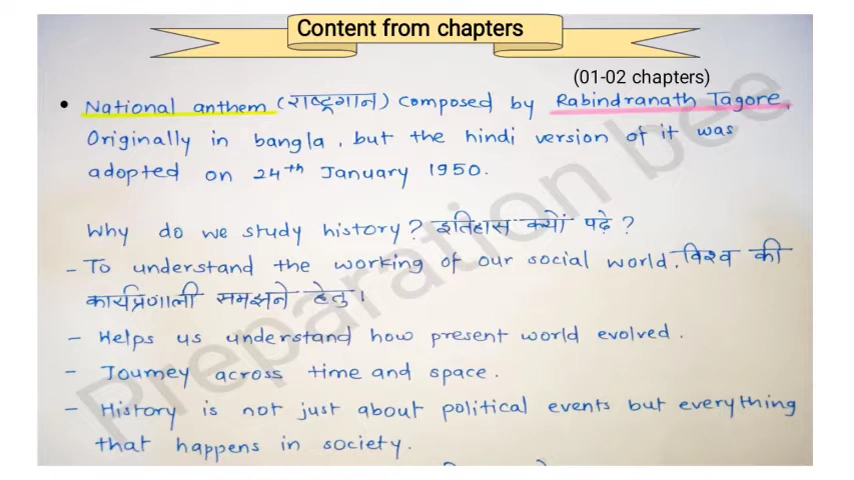 Content from chapters
(01-02 chapters)
• National anthem (राष्ट्रगान) composed by Rabindranath Tagore.
Originally in bangla, but the hindi version of it was
adopted on 24th January 1950.
Why do we study history? इतिहास क्यों पढ़े?
- To understand the working of our social world. विश्व की
कार्यप्रिणाली समझने हेतु।
- Helps us understand how present world evolved.
- Journey across time and space.
- History is not just about political events but everything
that happens in society.
Preparation bee